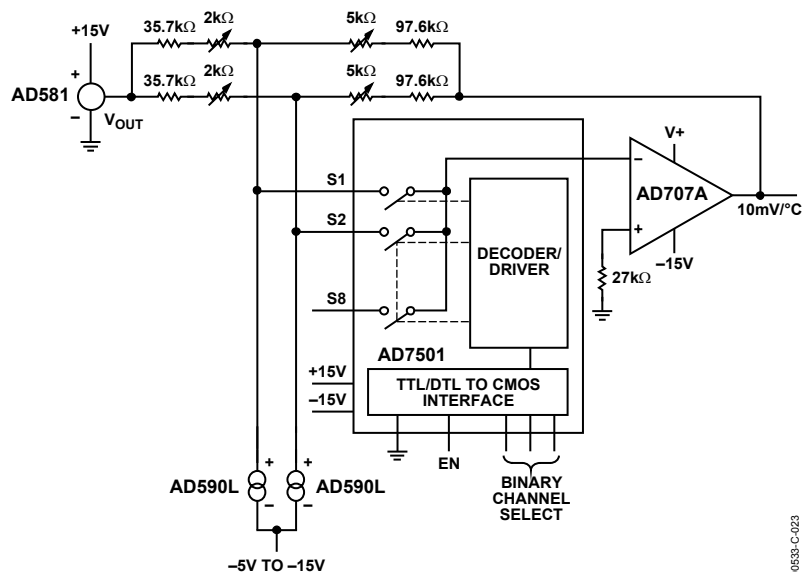 +15V
35.7kΩ
2kΩ
5kΩ
97.6kΩ
+
AD581
–
VOUT
35.7kΩ
2kΩ
5kΩ
97.6kΩ
S1
S2
S8
DECODER/
DRIVER
V+
–
AD707A
+
–15V
10mV/°C
27kΩ
AD7501
+15V
–15V
TTL/DTL TO CMOS
INTERFACE
EN
BINARY
CHANNEL
SELECT
+
+
AD590L
AD590L
–
–
–5V TO –15V
00533-C-023